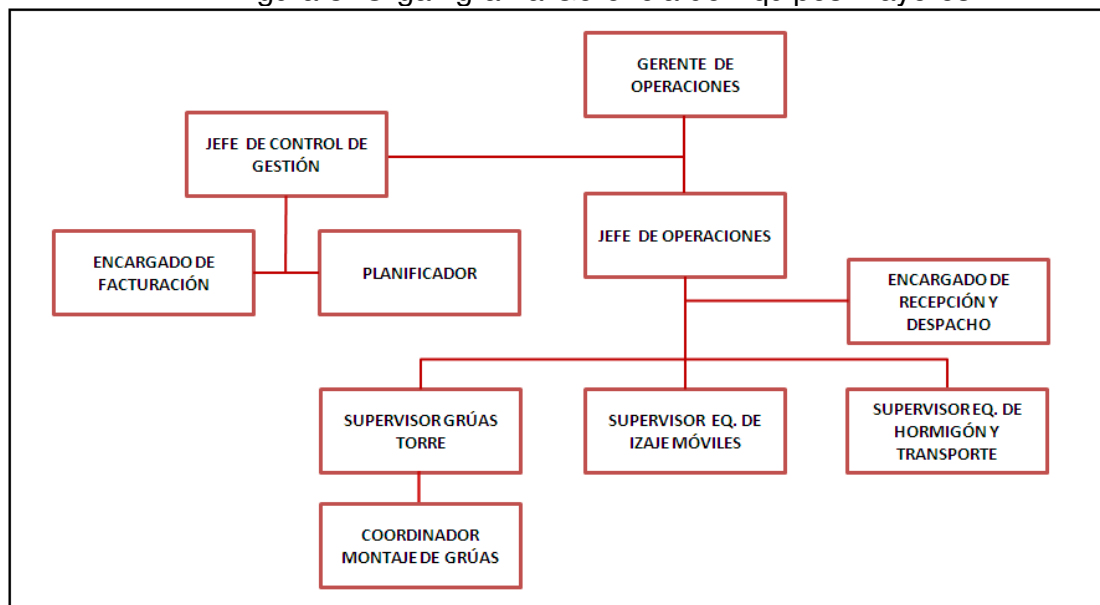 GERENTE DE
OPERACIONES
JEFE DE CONTROL DE
GESTIÓN
JEFE DE OPERACIONES
ENCARGADO DE
FACTURACIÓN
PLANIFICADOR
ENCARGADO DE
RECEPCIÓN Y
DESPACHO
SUPERVISOR GRÚAS
TORRE
SUPERVISOR EQ. DE
IZAJE MÓVILES
SUPERVISOR EQ. DE
HORMIGÓN Y
TRANSPORTE
COORDINADOR
MONTAJE DE GRÚAS